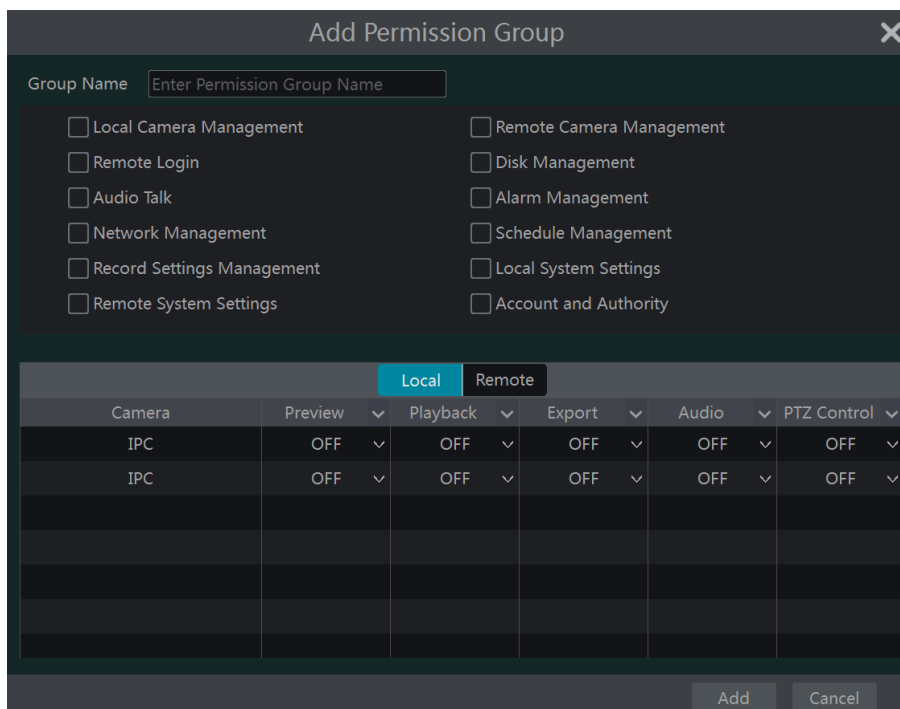 Add Permission Group
Group Name Enter Permission Group Name
Local Camera Management Remote Camera Management
Remote Login Disk Management
Audio Talk Alarm Management
Network Management Schedule Management
Record Settings Management Local System Settings
Remote System Settings Account and Authority
Local Remote
Camera Preview Playback Export Audio PTZ Control
IPC OFF OFF OFF OFF OFF
IPC OFF OFF OFF OFF OFF
Add Cancel